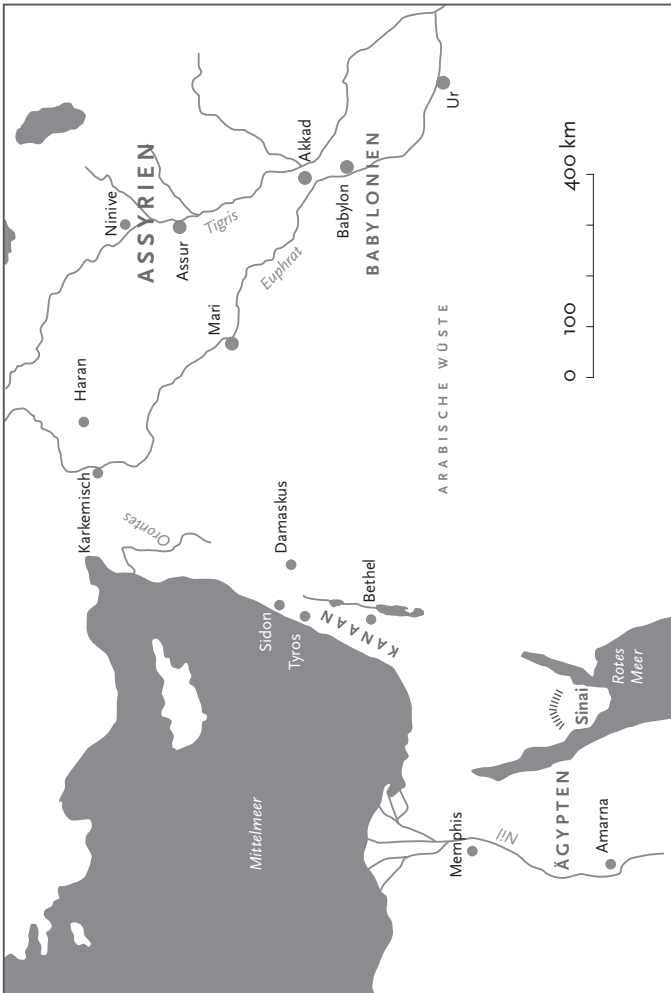 Karkemisch
Haran
Ninive
ASSYRIEN
Orontes
Assur
Mari
Tigris
Mittelmeer
Sidon
Damaskus
Euphrat
Tyros
Akkad
Babylon
KANAAN
Bethel
BABYLONIEN
ARABISCHE WÜSTE
Ur
Memphis
Nil
ÄGYPTEN
0 100 400 km
Sinai
Amarna
Rotes
Meer